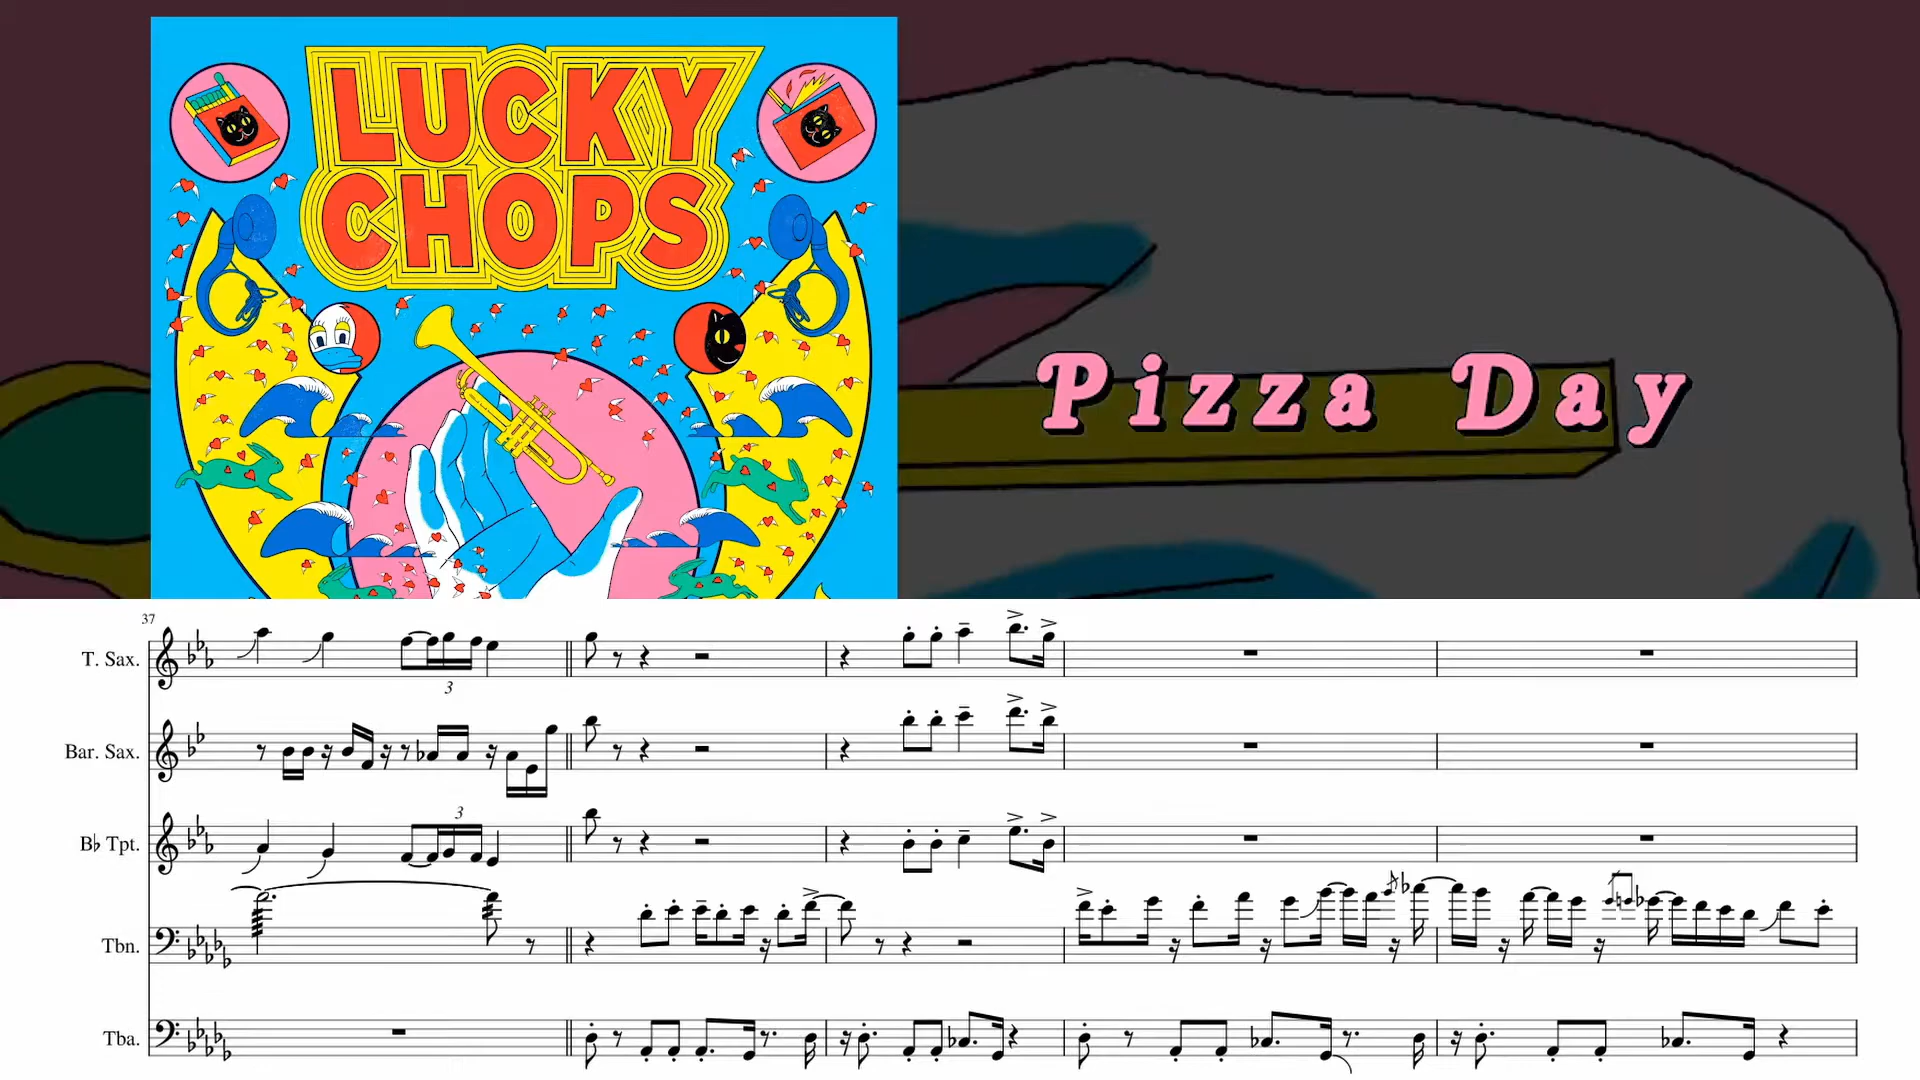 LUCKY
CHOPS
Pizza Day
37
T. Sax.
3
Bar. Sax.
3
B♭ Tpt.
Tbn.
Tba.